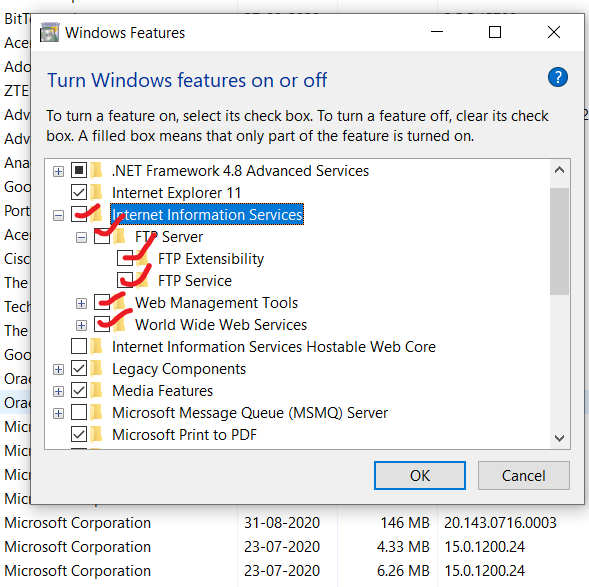 BitTo
Windows Features
Acer
Turn Windows features on or off
Ado
ZTE
To turn a feature on, select its check box. To turn a feature off, clear its check
Adv
box. A filled box means that only part of the feature is turned on.
Adv
Ana
.NET Framework 4.8 Advanced Services
Goo
Internet Explorer 11
Port
Internet Information Services
Acer
FTP Server
Cisc
FTP Extensibility
The
FTP Service
Tech
Web Management Tools
The
World Wide Web Services
Goo
Internet Information Services Hostable Web Core
Orac
Legacy Components
Orac
Media Features
Micr
Microsoft Message Queue (MSMQ) Server
Micr
Microsoft Print to PDF
Micr
OK Cancel
Micr
Microsoft Corporation 31-08-2020 146 MB 20.143.0716.0003
Microsoft Corporation 23-07-2020 4.33 MB 15.0.1200.24
Microsoft Corporation 23-07-2020 6.26 MB 15.0.1200.24